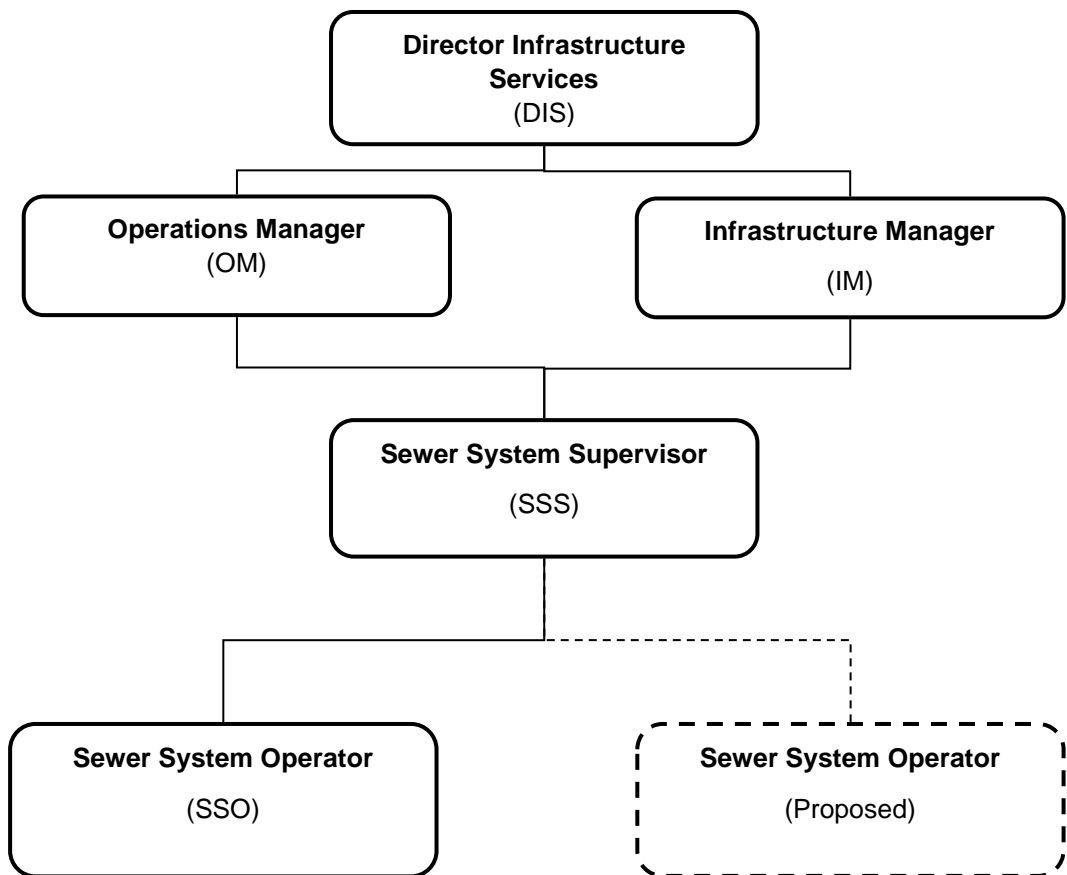 Director Infrastructure
Services
(DIS)
Operations Manager
(OM)
Infrastructure Manager
(IM)
Sewer System Supervisor
(SSS)
Sewer System Operator
(SSO)
Sewer System Operator
(Proposed)